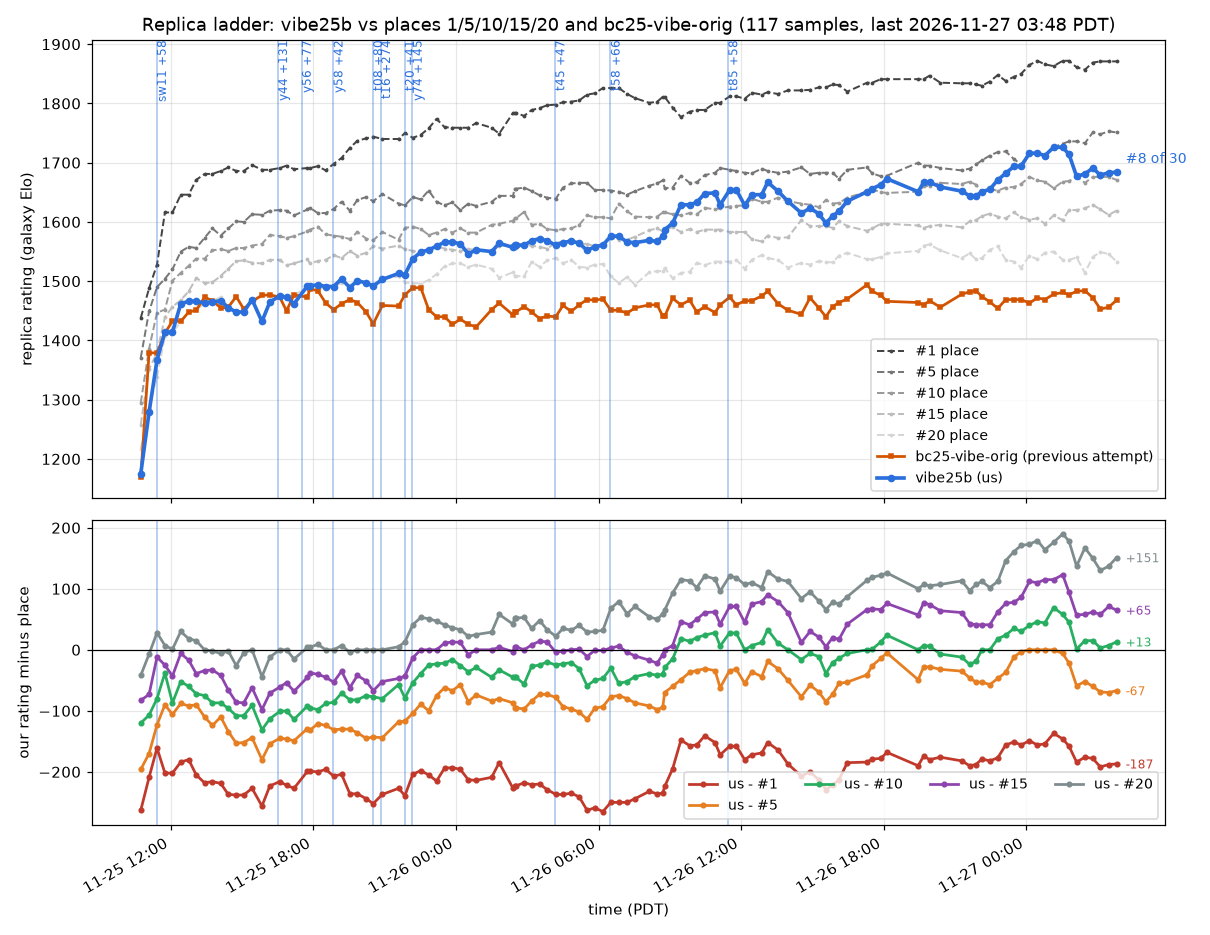 Replica ladder: vibe25b vs places 1/5/10/15/20 and bc25-vibe-orig (117 samples, last 2026-11-27 03:48 PDT)
replica rating (galaxy Elo)
1900
1800
1700
1600
1500
1400
1300
1200
sw11 +58
y44 +131
y56 +77
y58 +42
t08 +80
t16 +274
t20 +41
y74 +145
t45 +47
+66
t85 +58
#8 of 30
#1 place
#5 place
#10 place
#15 place
#20 place
bc25-vibe-orig (previous attempt)
vibe25b (us)
our rating minus place
200
100
0
−100
−200
+151
+65
+13
-67
-187
us - #1
us - #5
us - #10
us - #15
us - #20
11-25 12:00
11-25 18:00
11-26 00:00
11-26 06:00
11-26 12:00
11-26 18:00
11-27 00:00
time (PDT)